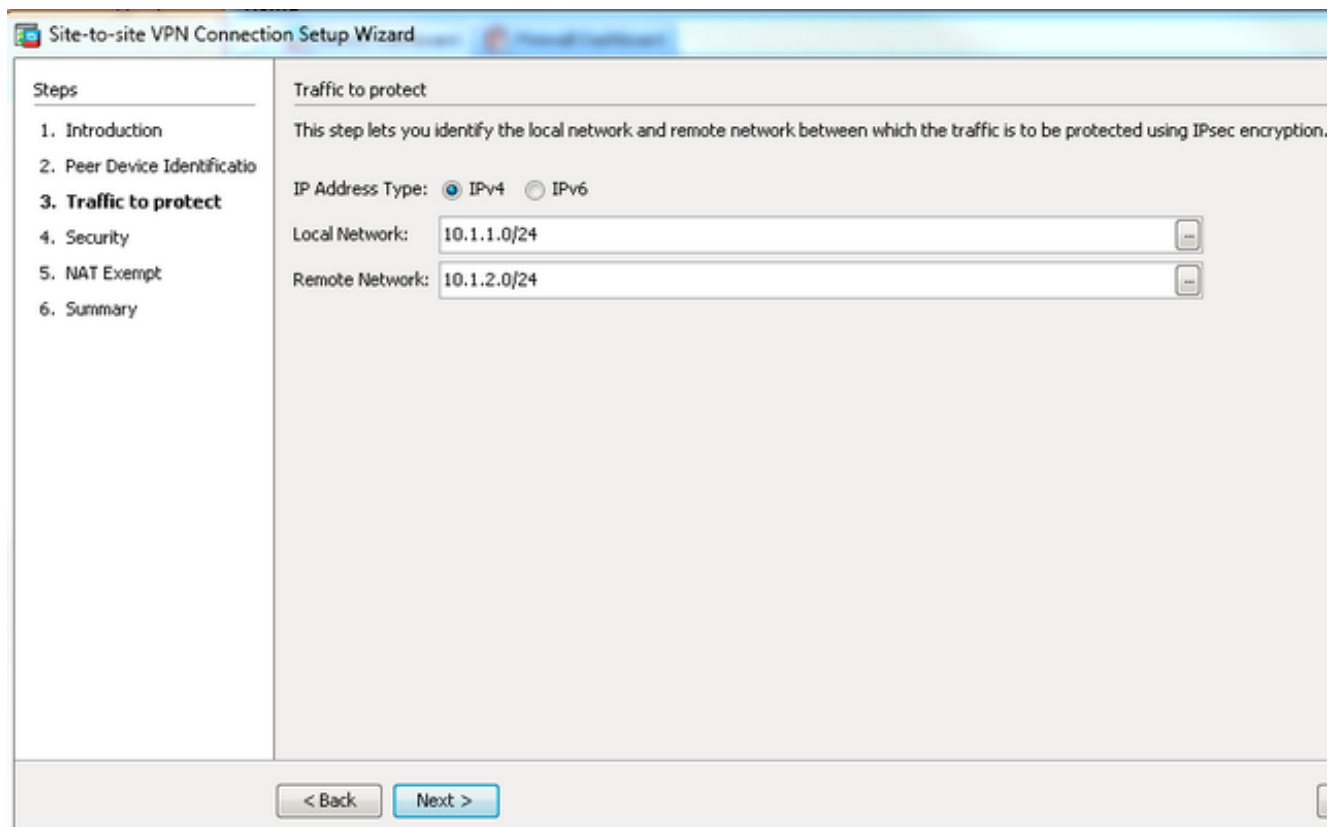 Site-to-site VPN Connection Setup Wizard
Steps
1. Introduction
2. Peer Device Identificatio
3. Traffic to protect
4. Security
5. NAT Exempt
6. Summary
Traffic to protect
This step lets you identify the local network and remote network between which the traffic is to be protected using IPsec encryption.
IP Address Type: IPv4 IPv6
Local Network: 10.1.1.0/24 ...
Remote Network: 10.1.2.0/24 ...
< Back Next >